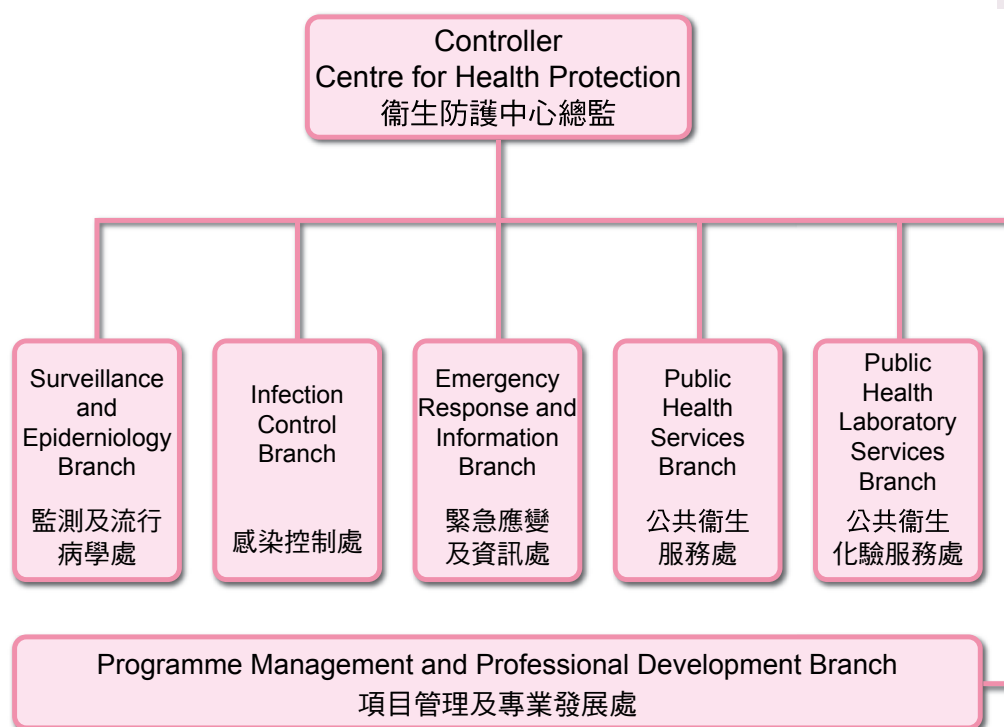 Controller
Centre for Health Protection
衞生防護中心總監
Surveillance
and
Epiderniology
Branch
監測及流行
病學處
Infection
Control
Branch
感染控制處
Emergency
Response and
Information
Branch
緊急應變
及資訊處
Public
Health
Services
Branch
公共衞生
服務處
Public
Health
Laboratory
Services
Branch
公共衞生
化驗服務處
Programme Management and Professional Development Branch
項目管理及專業發展處